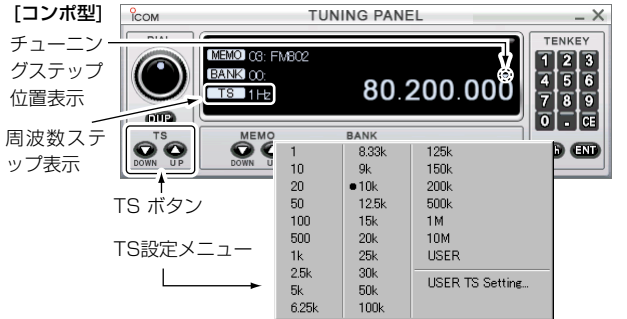 [コンポ型]
iCOM
TUNING PANEL
DIAL
チューニン
グステップ
位置表示
周波数ステ
ップ表示
MEMO 03: FM802
BANK 00:
TS 1Hz
80.200.000
TENKEY
1 2 3
4 5 6
7 8 9
0 . CE
ENT
DUP
TS
DOWN UP
MEMO
DOWN
BANK
TS ボタン
TS設定メニュー
1 8.33k 125k
10 9k 150k
20 ●10k 200k
50 12.5k 500k
100 15k 1M
500 20k 10M
1k 25k USER
2.5k 30k
USER TS Setting...
5k 50k
6.25k 100k